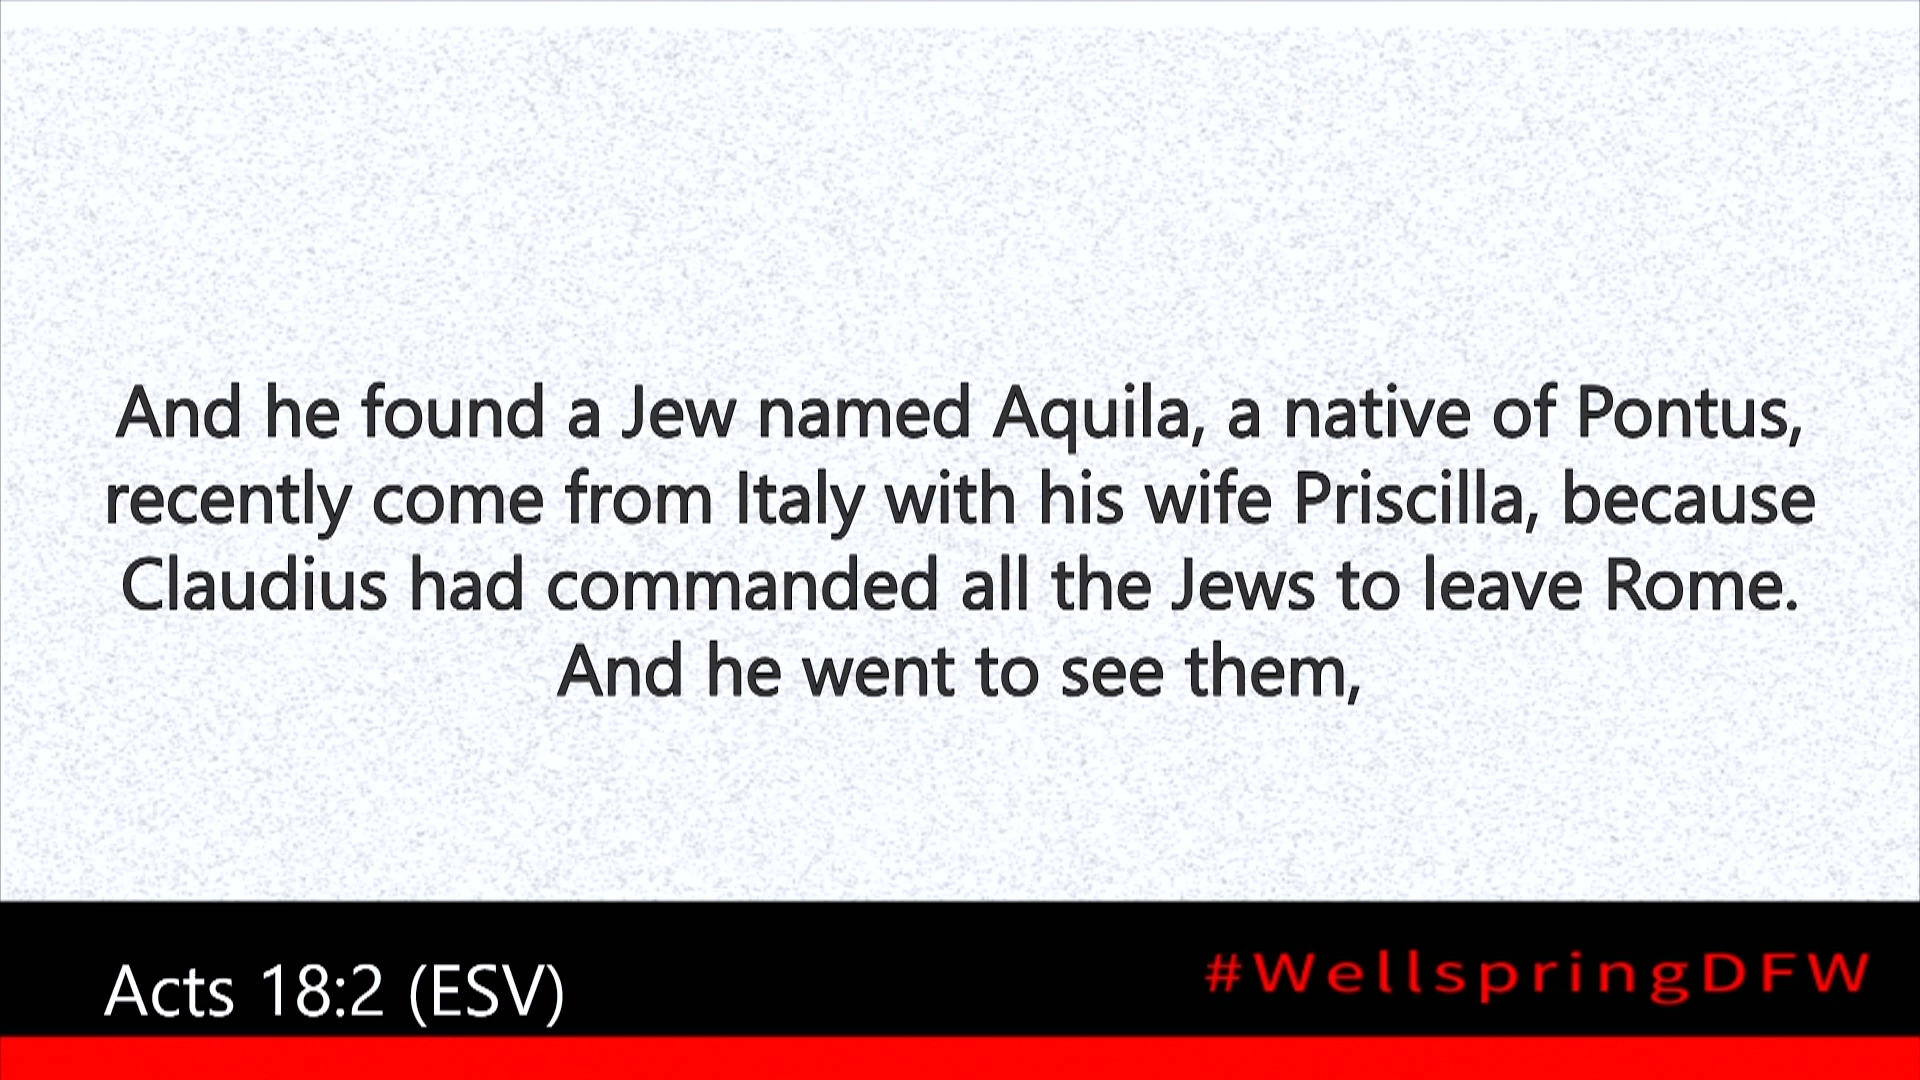 And he found a Jew named Aquila, a native of Pontus,
recently come from Italy with his wife Priscilla, because
Claudius had commanded all the Jews to leave Rome.
And he went to see them,
Acts 18:2 (ESV)
#WellspringDFW